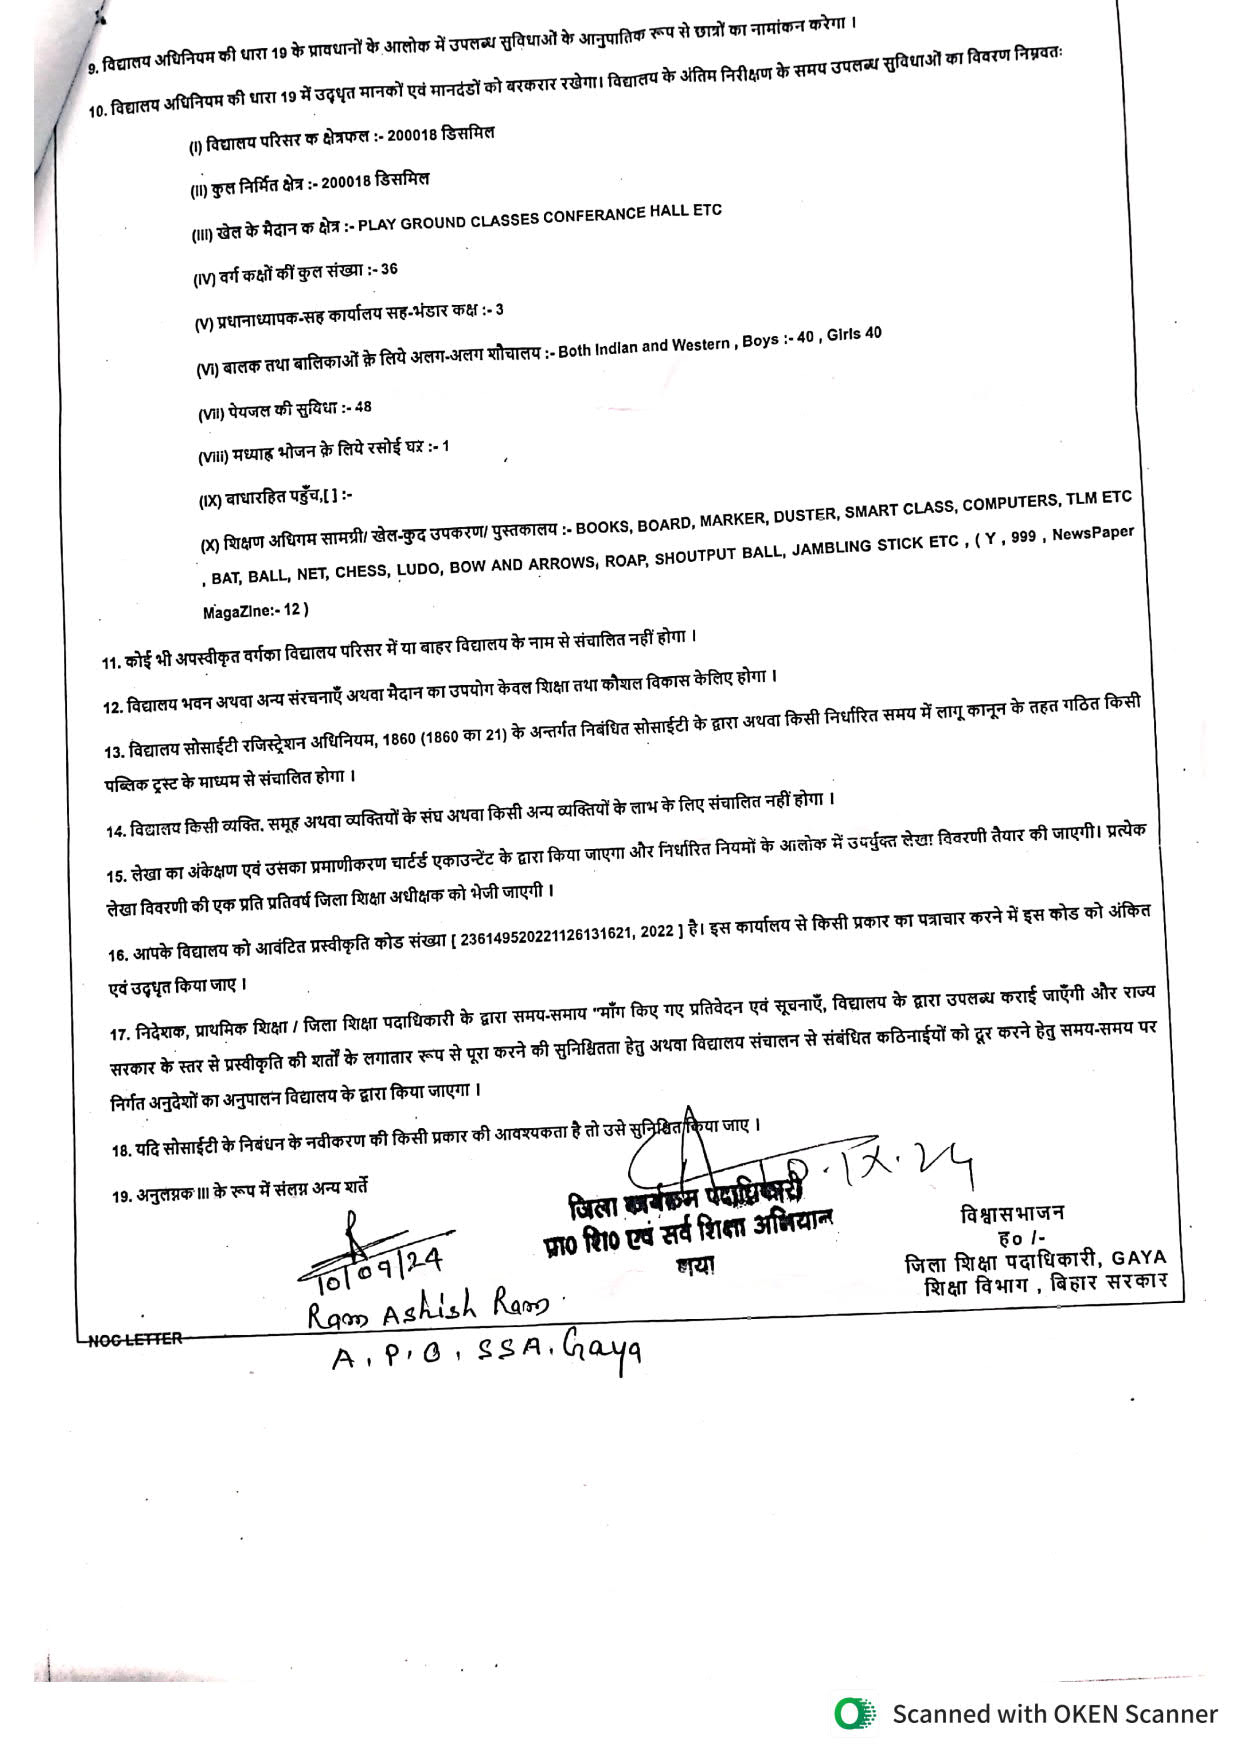 9. विद्यालय अधिनियम की धारा 19 के प्रावधानों के आलोक में उपलब्ध सुविधाओं के आनुपातिक रूप से छात्रों का नामांकन करेगा ।
10. विद्यालय अधिनियम की धारा 19 में उद्धृत मानकों एवं मानदंडों को बरकरार रखेगा। विद्यालय के अंतिम निरीक्षण के समय उपलब्ध सुविधाओं का विवरण निम्नवतः
(I) विद्यालय परिसर क क्षेत्रफल :- 200018 डिसमिल
(II) कुल निर्मित क्षेत्र :- 200018 डिसमिल
(III) खेल के मैदान क क्षेत्र :- PLAY GROUND CLASSES CONFERANCE HALL ETC
(IV) वर्ग कक्षों कीं कुल संख्या :- 36
(V) प्रधानाध्यापक-सह कार्यालय सह-भंडार कक्ष :- 3
(VI) बालक तथा बालिकाओं क़े लिये अलग-अलग शौचालय :- Both Indian and Western , Boys :- 40 , Girls 40
(VII) पेयजल की सुविधा :- 48
(VIII) मध्याह्न भोजन क़े लिये रसोई घर :- 1
(IX) बाधारहित पहुँच,[ ] :-
(X) शिक्षण अधिगम सामग्री/ खेल-कुद उपकरण/ पुस्तकालय :- BOOKS, BOARD, MARKER, DUSTER, SMART CLASS, COMPUTERS, TLM ETC
, BAT, BALL, NET, CHESS, LUDO, BOW AND ARROWS, ROAP, SHOUTPUT BALL, JAMBLING STICK ETC , ( Y , 999 , NewsPaper
MagaZine:- 12 )
11. कोई भी अपस्वीकृत वर्गका विद्यालय परिसर में या बाहर विद्यालय के नाम से संचालित नहीं होगा ।
12. विद्यालय भवन अथवा अन्य संरचनाएँ अथवा मैदान का उपयोग केवल शिक्षा तथा कौशल विकास केलिए होगा ।
13. विद्यालय सोसाईटी रजिस्ट्रेशन अधिनियम, 1860 (1860 का 21) के अन्तर्गत निबंधित सोसाईटी के द्वारा अथवा किसी निर्धारित समय में लागू कानून के तहत गठित किसी
पब्लिक ट्रस्ट के माध्यम से संचालित होगा ।
14. विद्यालय किसी व्यक्ति. समूह अथवा व्यक्तियों के संघ अथवा किसी अन्य व्यक्तियों के लाभ के लिए संचालित नहीं होगा ।
15. लेखा का अंकेक्षण एवं उसका प्रमाणीकरण चार्टर्ड एकाउन्टेंट के द्वारा किया जाएगा और निर्धारित नियमों के आलोक में उपर्युक्त लेखा विवरणी तैयार की जाएगी। प्रत्येक
लेखा विवरणी की एक प्रति प्रतिवर्ष जिला शिक्षा अधीक्षक को भेजी जाएगी ।
16. आपके विद्यालय को आवंटित प्रस्वीकृति कोड संख्या [ 236149520221126131621, 2022 ] है। इस कार्यालय से किसी प्रकार का पत्राचार करने में इस कोड को अंकित
एवं उद्धृत किया जाए ।
17. निदेशक, प्राथमिक शिक्षा / जिला शिक्षा पदाधिकारी के द्वारा समय-समाय "माँग किए गए प्रतिवेदन एवं सूचनाएँ, विद्यालय के द्वारा उपलब्ध कराई जाएँगी और राज्य
सरकार के स्तर से प्रस्वीकृति की शर्तों के लगातार रूप से पूरा करने की सुनिश्चितता हेतु अथवा विद्यालय संचालन से संबंधित कठिनाईयों को दूर करने हेतु समय-समय पर
निर्गत अनुदेशों का अनुपालन विद्यालय के द्वारा किया जाएगा ।
18. यदि सोसाईटी के निबंधन के नवीकरण की किसी प्रकार की आवश्यकता है तो उसे सुनिश्चित किया जाए ।
19. अनुलग्नक III के रूप में संलग्न अन्य शर्ते
10/09/24
Ram Ashish Ram.
A.P.O, SSA. Gaya
जिला कार्यक्रम पदाधिकारी
प्रा0 शि0 एवं सर्व शिक्षा अभियान
गया
विश्वासभाजन
ह० /-
जिला शिक्षा पदाधिकारी, GAYA
शिक्षा विभाग , बिहार सरकार
NOC LETTER
Scanned with OKEN Scanner